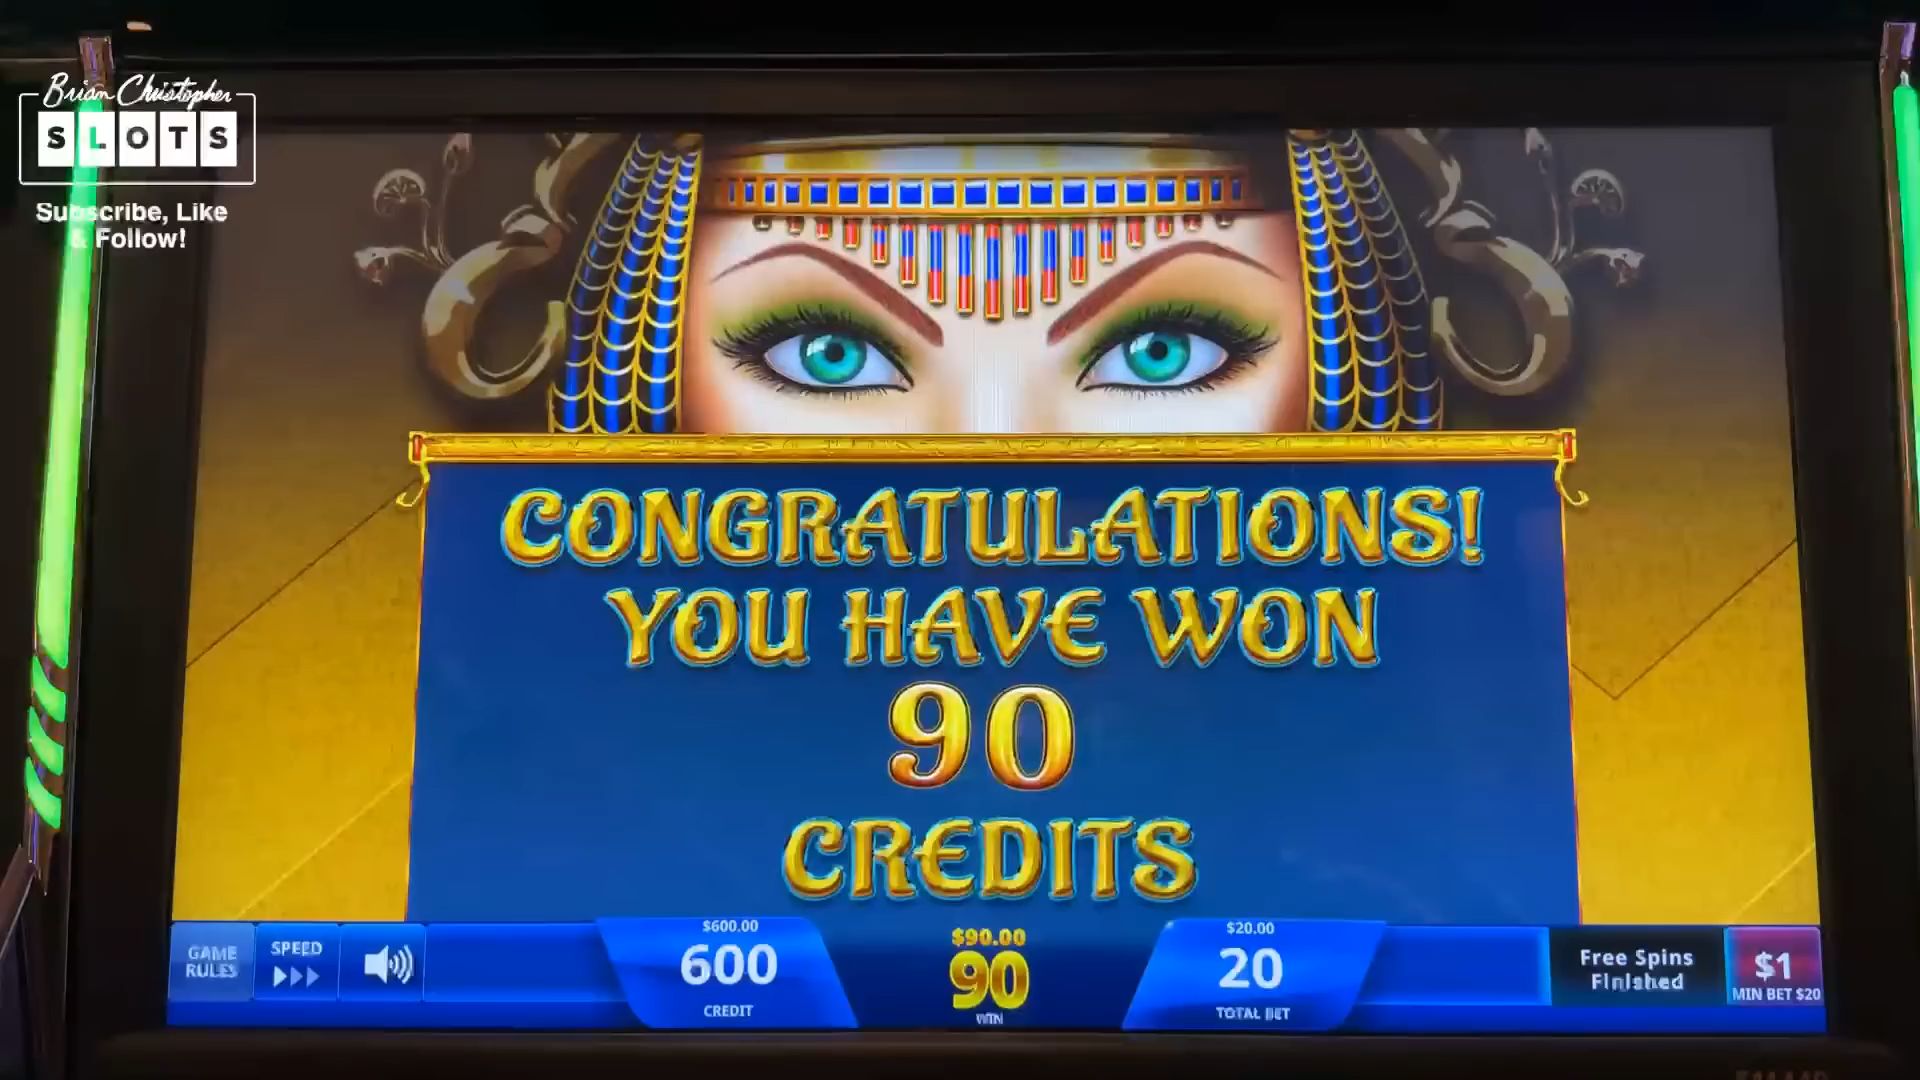 Brian Christopher
SLOTS
Subscribe, Like
& Follow!
CONGRATULATIONS!
YOU HAVE WON
90
CREDITS
GAME
RULES
SPEED
$600.00
600
CREDIT
$90.00
90
WIN
$20.00
20
TOTAL BET
Free Spins
Finished
$1
MIN BET $20